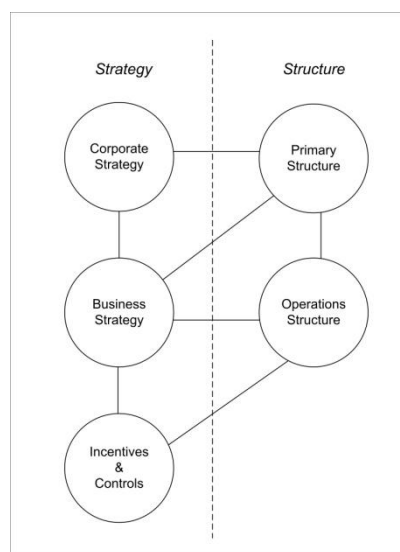 Strategy
Structure
Corporate
Strategy
Primary
Structure
Business
Strategy
Operations
Structure
Incentives
&
Controls